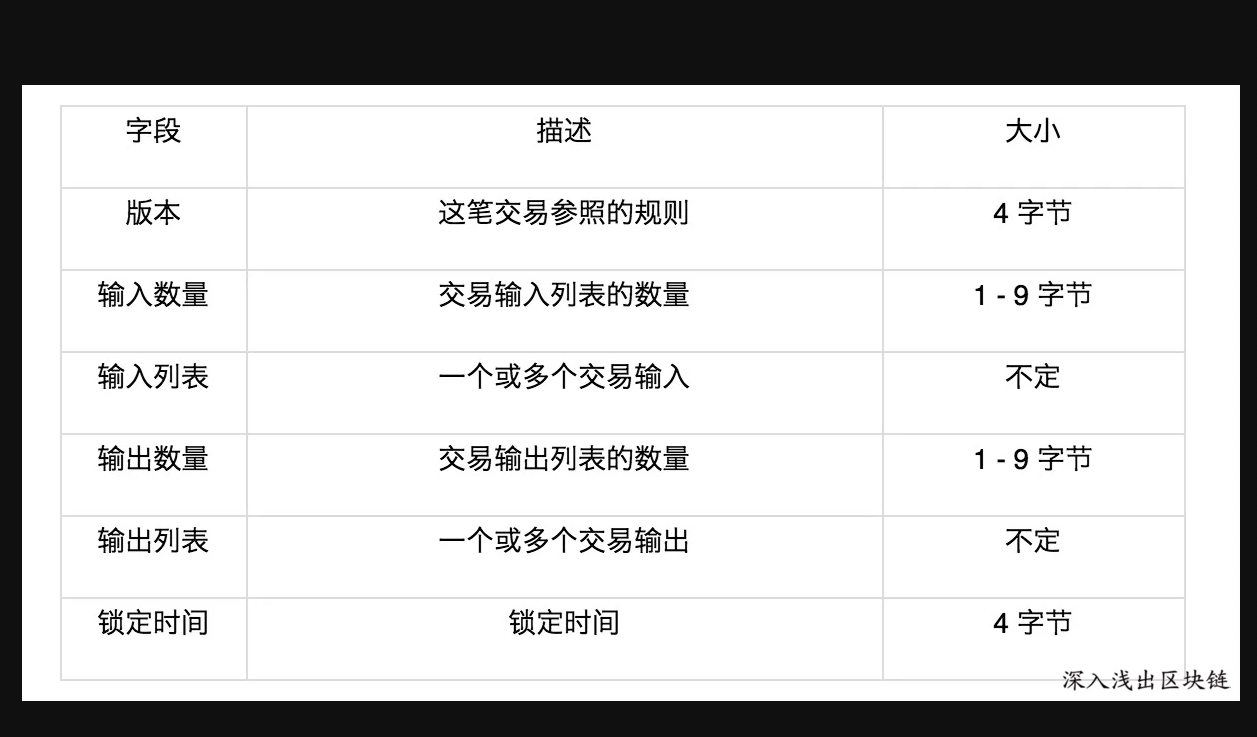 字段 描述 大小
版本 这笔交易参照的规则 4 字节
输入数量 交易输入列表的数量 1 - 9 字节
输入列表 一个或多个交易输入 不定
输出数量 交易输出列表的数量 1 - 9 字节
输出列表 一个或多个交易输出 不定
锁定时间 锁定时间 4 字节
深入浅出区块链